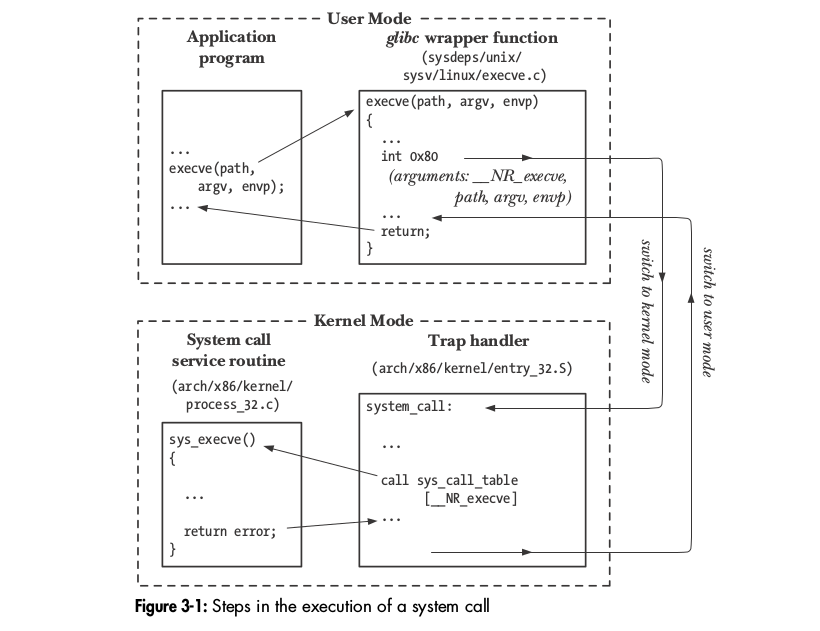 User Mode
Application
program
glibc wrapper function
(sysdeps/unix/
sysv/linux/execve.c)
...
execve(path,
argv, envp);
...
execve(path, argv, envp)
{
...
int 0x80
(arguments: __NR_execve,
path, argv, envp)
...
return;
}
switch to kernel mode
switch to user mode
Kernel Mode
System call
service routine
(arch/x86/kernel/
process_32.c)
Trap handler
(arch/x86/kernel/entry_32.S)
sys_execve()
{
...
return error;
}
system_call:
...
call sys_call_table
[__NR_execve]
...
Figure 3-1: Steps in the execution of a system call